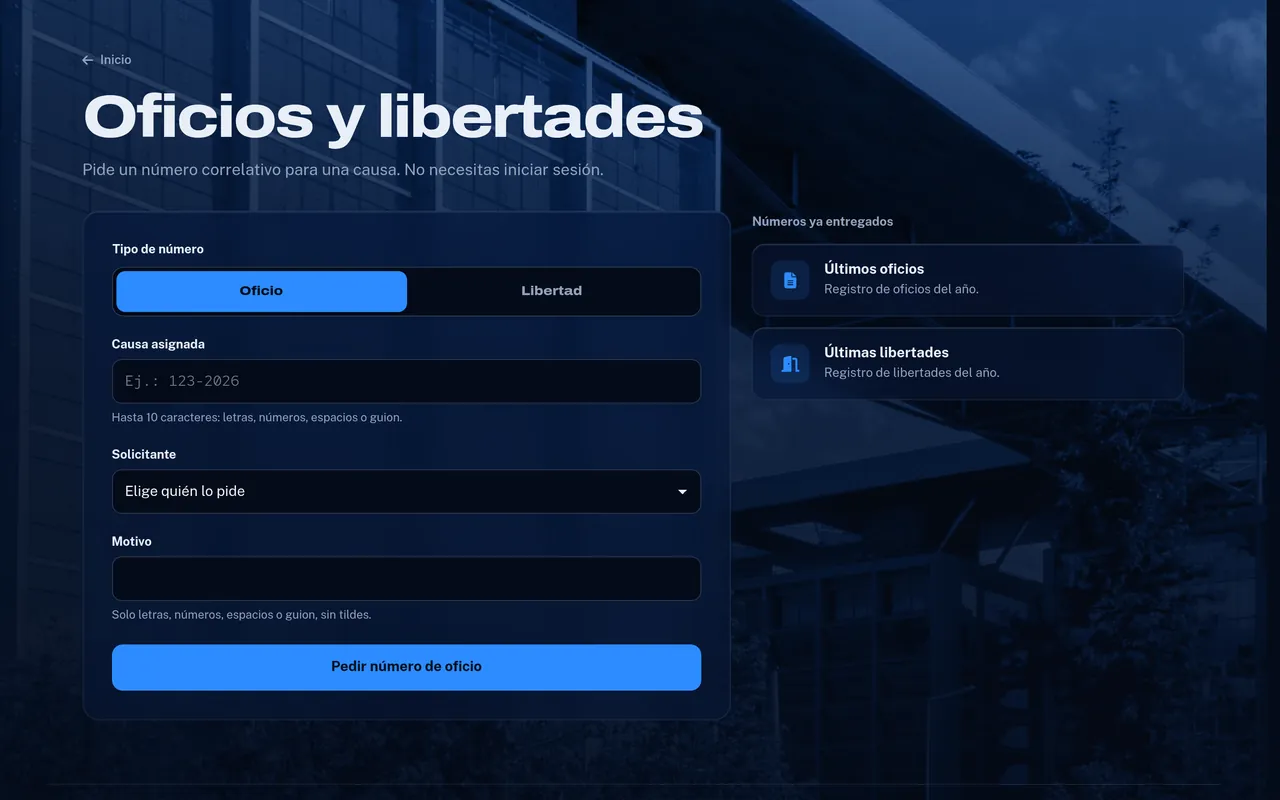 Inicio
Oficios y libertades
Pide un número correlativo para una causa. No necesitas iniciar sesión.
Tipo de número
Oficio
Libertad
Causa asignada
Ej.: 123-2026
Hasta 10 caracteres: letras, números, espacios o guion.
Solicitante
Elige quién lo pide
Motivo
Solo letras, números, espacios o guion, sin tildes.
Pedir número de oficio
Números ya entregados
Últimos oficios
Registro de oficios del año.
Últimas libertades
Registro de libertades del año.